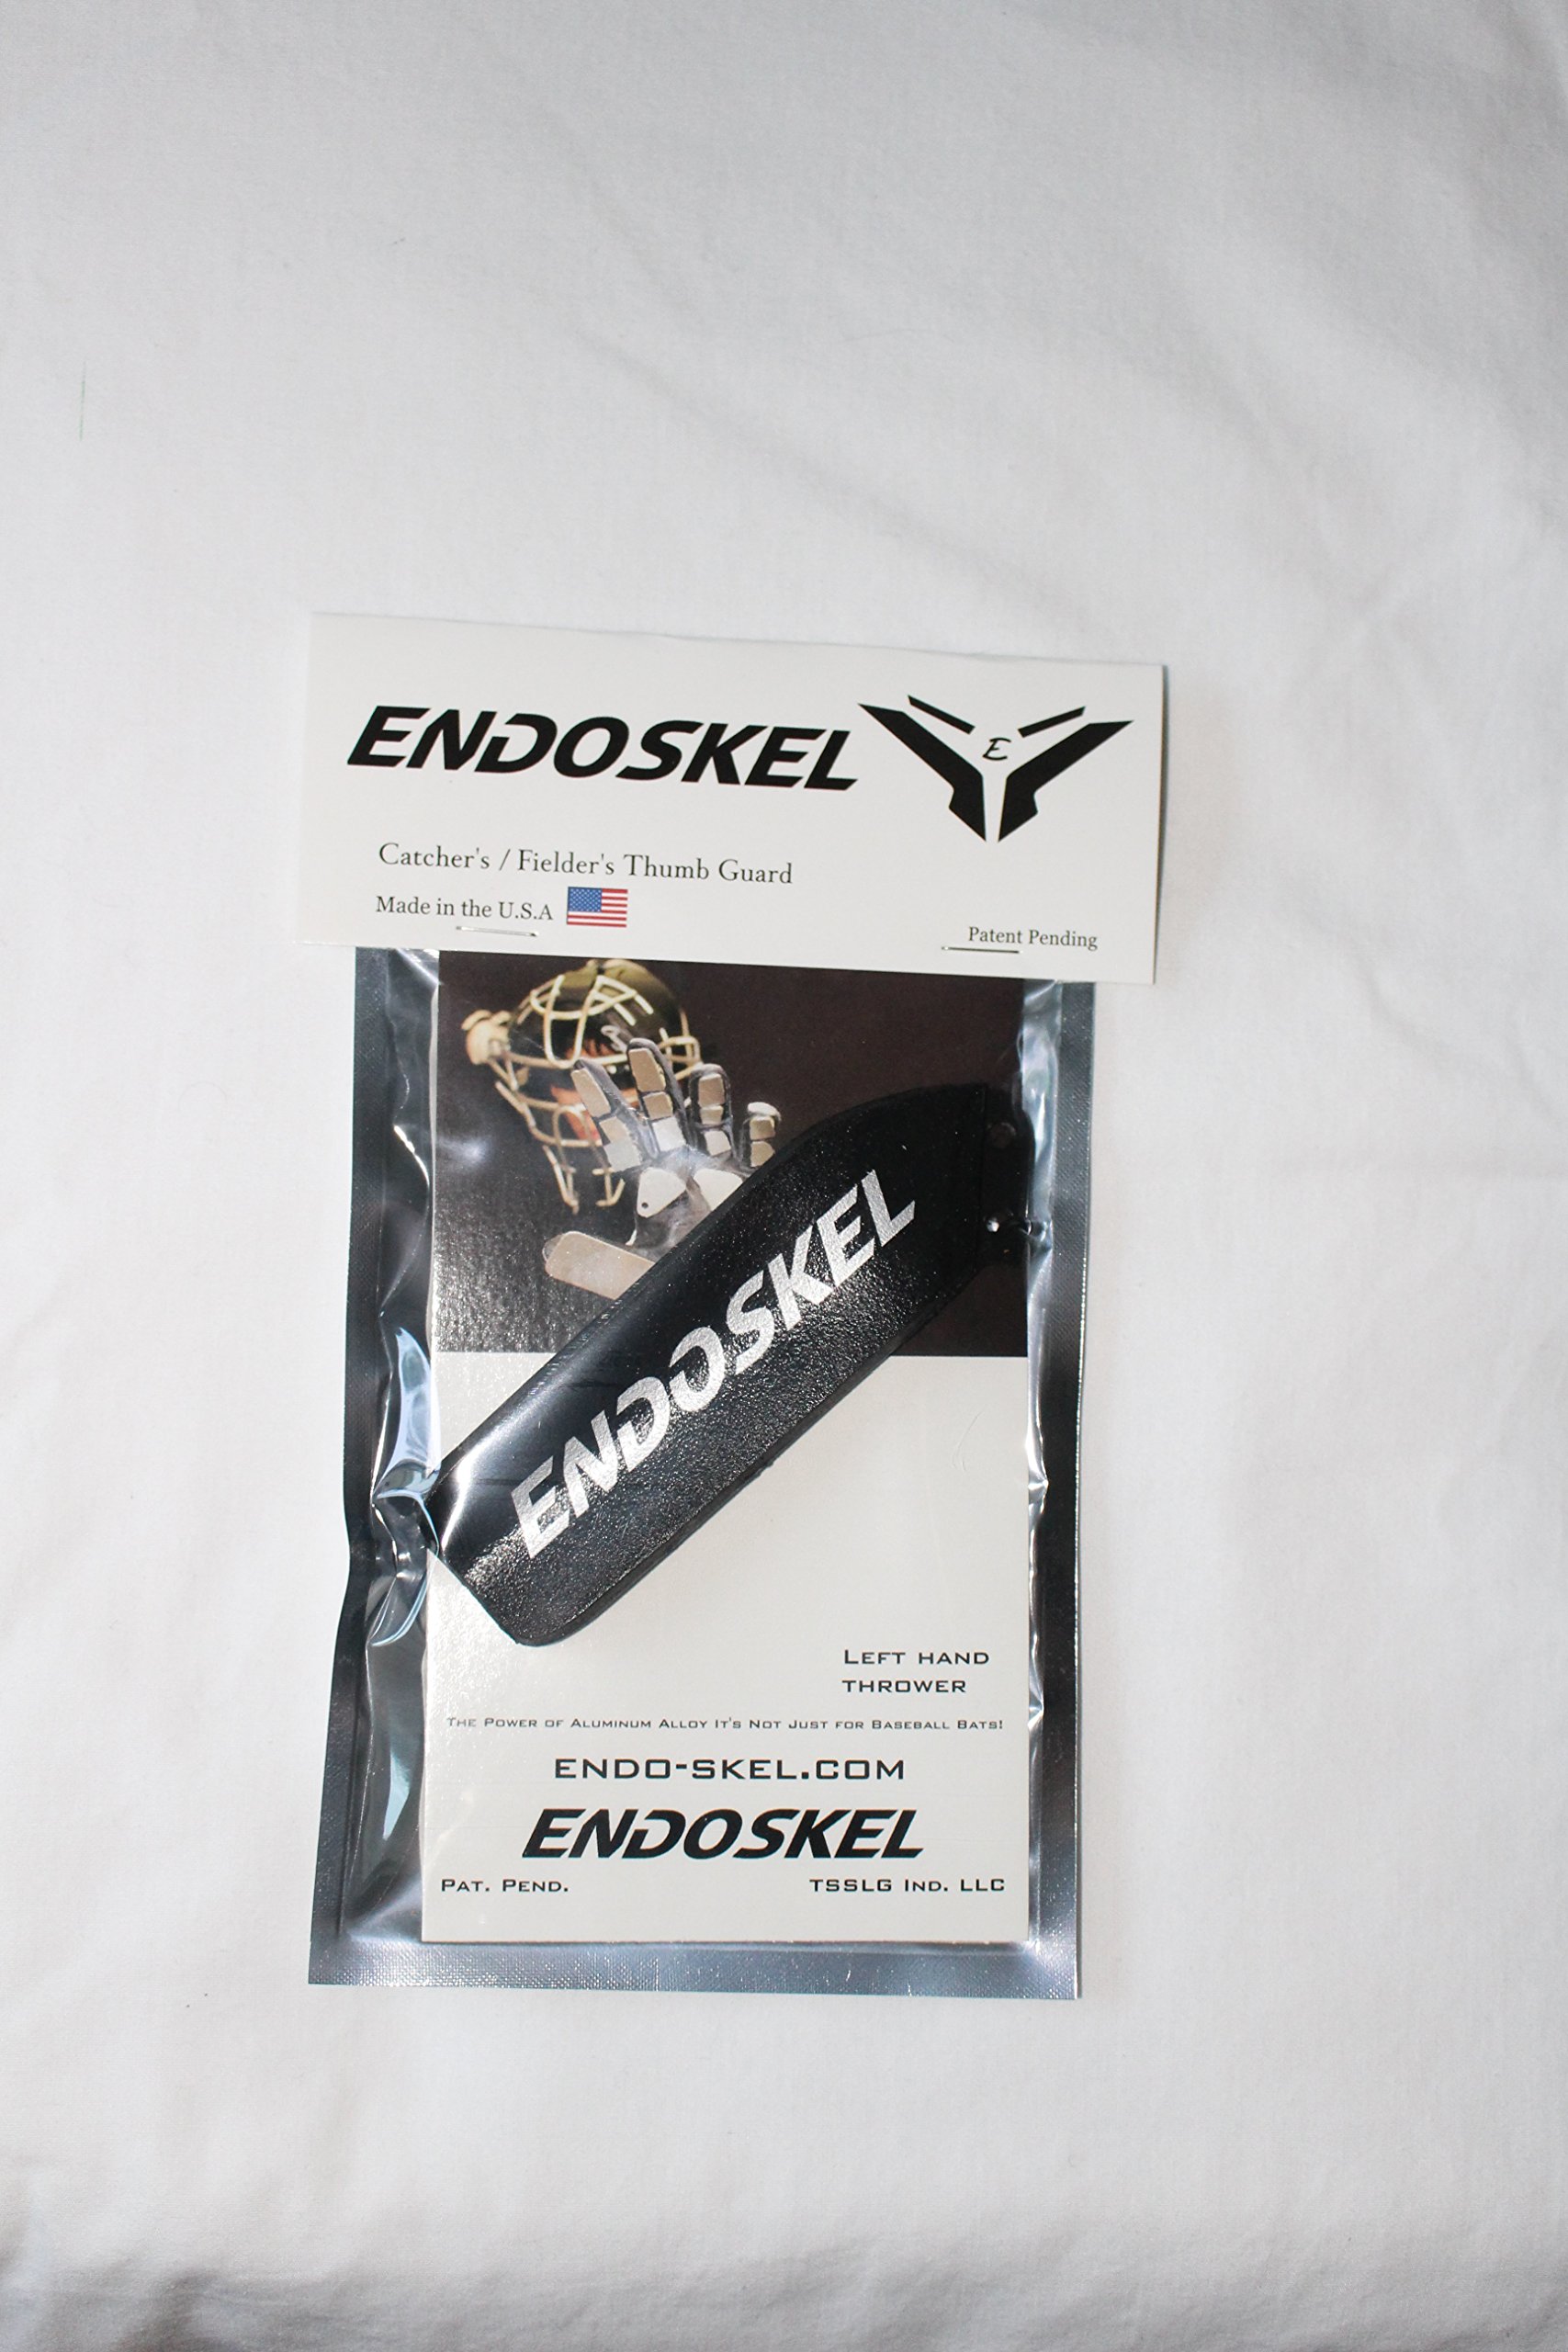 ENDOSKEL
E
Catcher's / Fielder's Thumb Guard
Made in the U.S.A
Patent Pending
ENDOSKEL
LEFT HAND
THROWER
THE POWER OF ALUMINUM ALLOY IT'S NOT JUST FOR BASEBALL BATS!
ENDO-SKEL.COM
ENDOSKEL
PAT. PEND. TSSLG IND. LLC